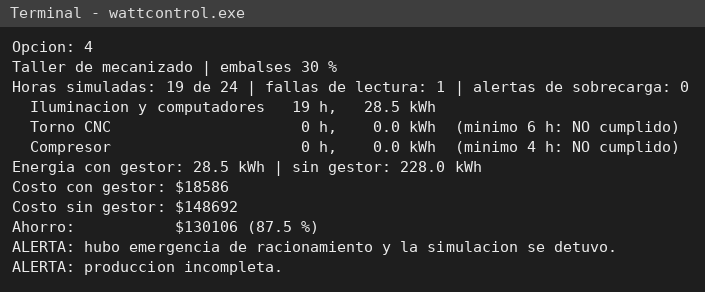 Terminal - wattcontrol.exe
Opcion: 4
Taller de mecanizado | embalses 30 %
Horas simuladas: 19 de 24 | fallas de lectura: 1 | alertas de sobrecarga: 0
Iluminacion y computadores 19 h, 28.5 kWh
Torno CNC 0 h, 0.0 kWh (minimo 6 h: NO cumplido)
Compresor 0 h, 0.0 kWh (minimo 4 h: NO cumplido)
Energia con gestor: 28.5 kWh | sin gestor: 228.0 kWh
Costo con gestor: $18586
Costo sin gestor: $148692
Ahorro: $130106 (87.5 %)
ALERTA: hubo emergencia de racionamiento y la simulacion se detuvo.
ALERTA: produccion incompleta.